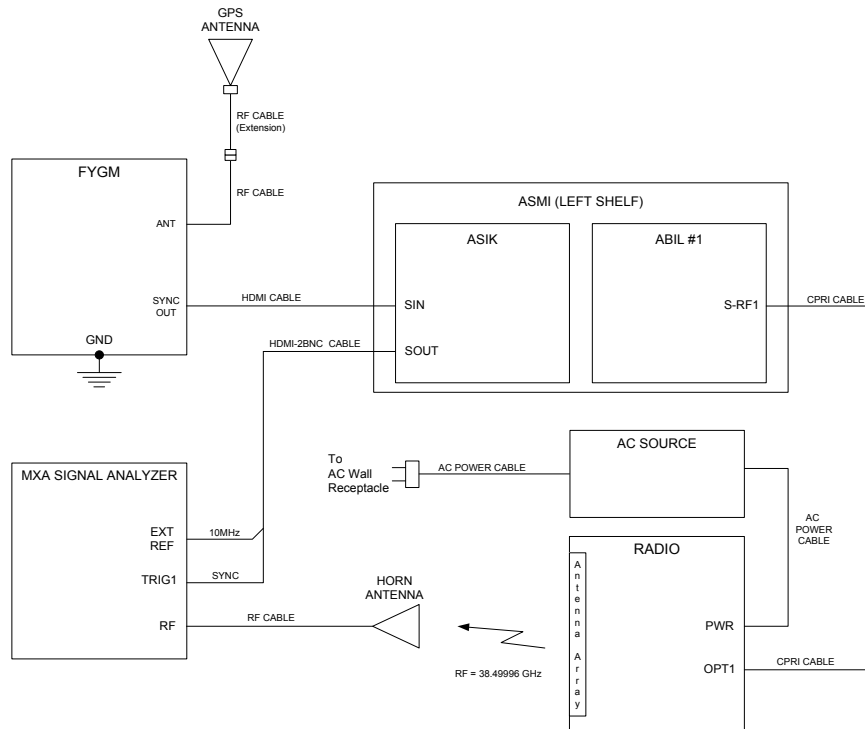 GPS
ANTENNA
RF CABLE
(Extension)
RF CABLE
FYGM
ANT
SYNC
OUT
GND
HDMI CABLE
HDMI-2BNC CABLE
ASMI (LEFT SHELF)
ASIK
SIN
SOUT
ABIL #1
S-RF1
CPRI CABLE
MXA SIGNAL ANALYZER
EXT
REF
10MHz
TRIG1
SYNC
RF
RF CABLE
HORN
ANTENNA
To
AC Wall
Receptacle
AC POWER CABLE
AC SOURCE
AC
POWER
CABLE
RADIO
Antenna Array
PWR
OPT1
CPRI CABLE
RF = 38.49996 GHz